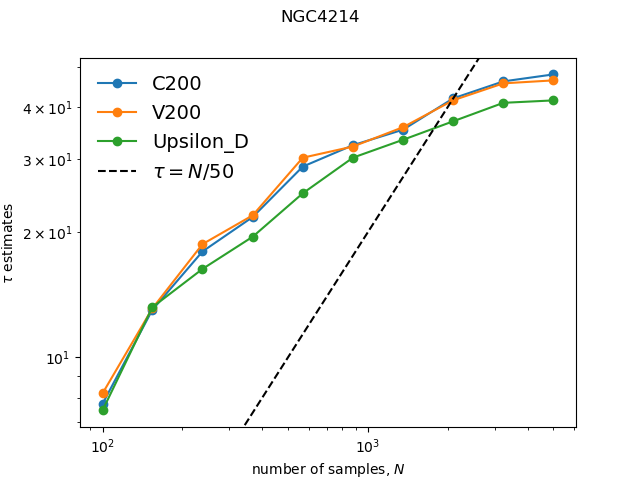 NGC4214
C200
V200
Upsilon_D
τ = N/50
4 × 10¹
3 × 10¹
2 × 10¹
10¹
τ estimates
10² 10³
number of samples, N